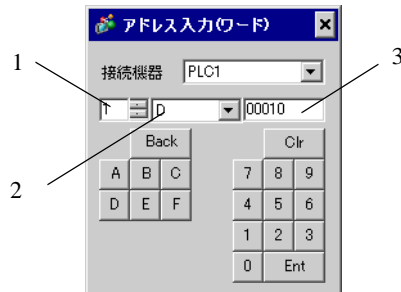 アドレス入力(ワード)
1
3
接続機器 PLC1
1 D 00010
Back Clr
A B C 7 8 9
2
D E F 4 5 6
1 2 3
0 Ent